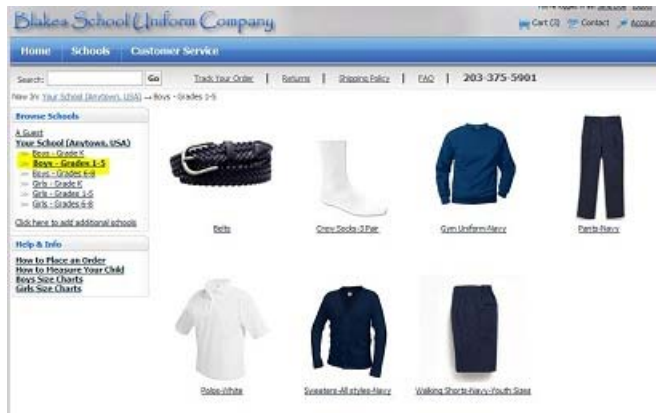 Blakes School Uniform Company
Cart (3) Contact Account
Home Schools Customer Service
Search: Go Track Your Order | Returns | Shipping Policy | FAQ | 203-375-5901
Your School (Anytown, USA) → Boys - Grades 1-5
Browse Schools
A Guest
Your School (Anytown, USA)
Boys - Grade K
Boys - Grades 1-5
Boys - Grades 6-8
Girls - Grade K
Girls - Grades 1-5
Girls - Grades 6-8
Click here to add additional schools
Help & Info
How to Place an Order
How to Measure Your Child
Boys Size Charts
Girls Size Charts
Belts
Crew Socks-3 Pair
Gym Uniform-Navy
Pants-Navy
Polos-White
Sweaters-All styles-Navy
Walking Shorts-Navy-Youth Sizes